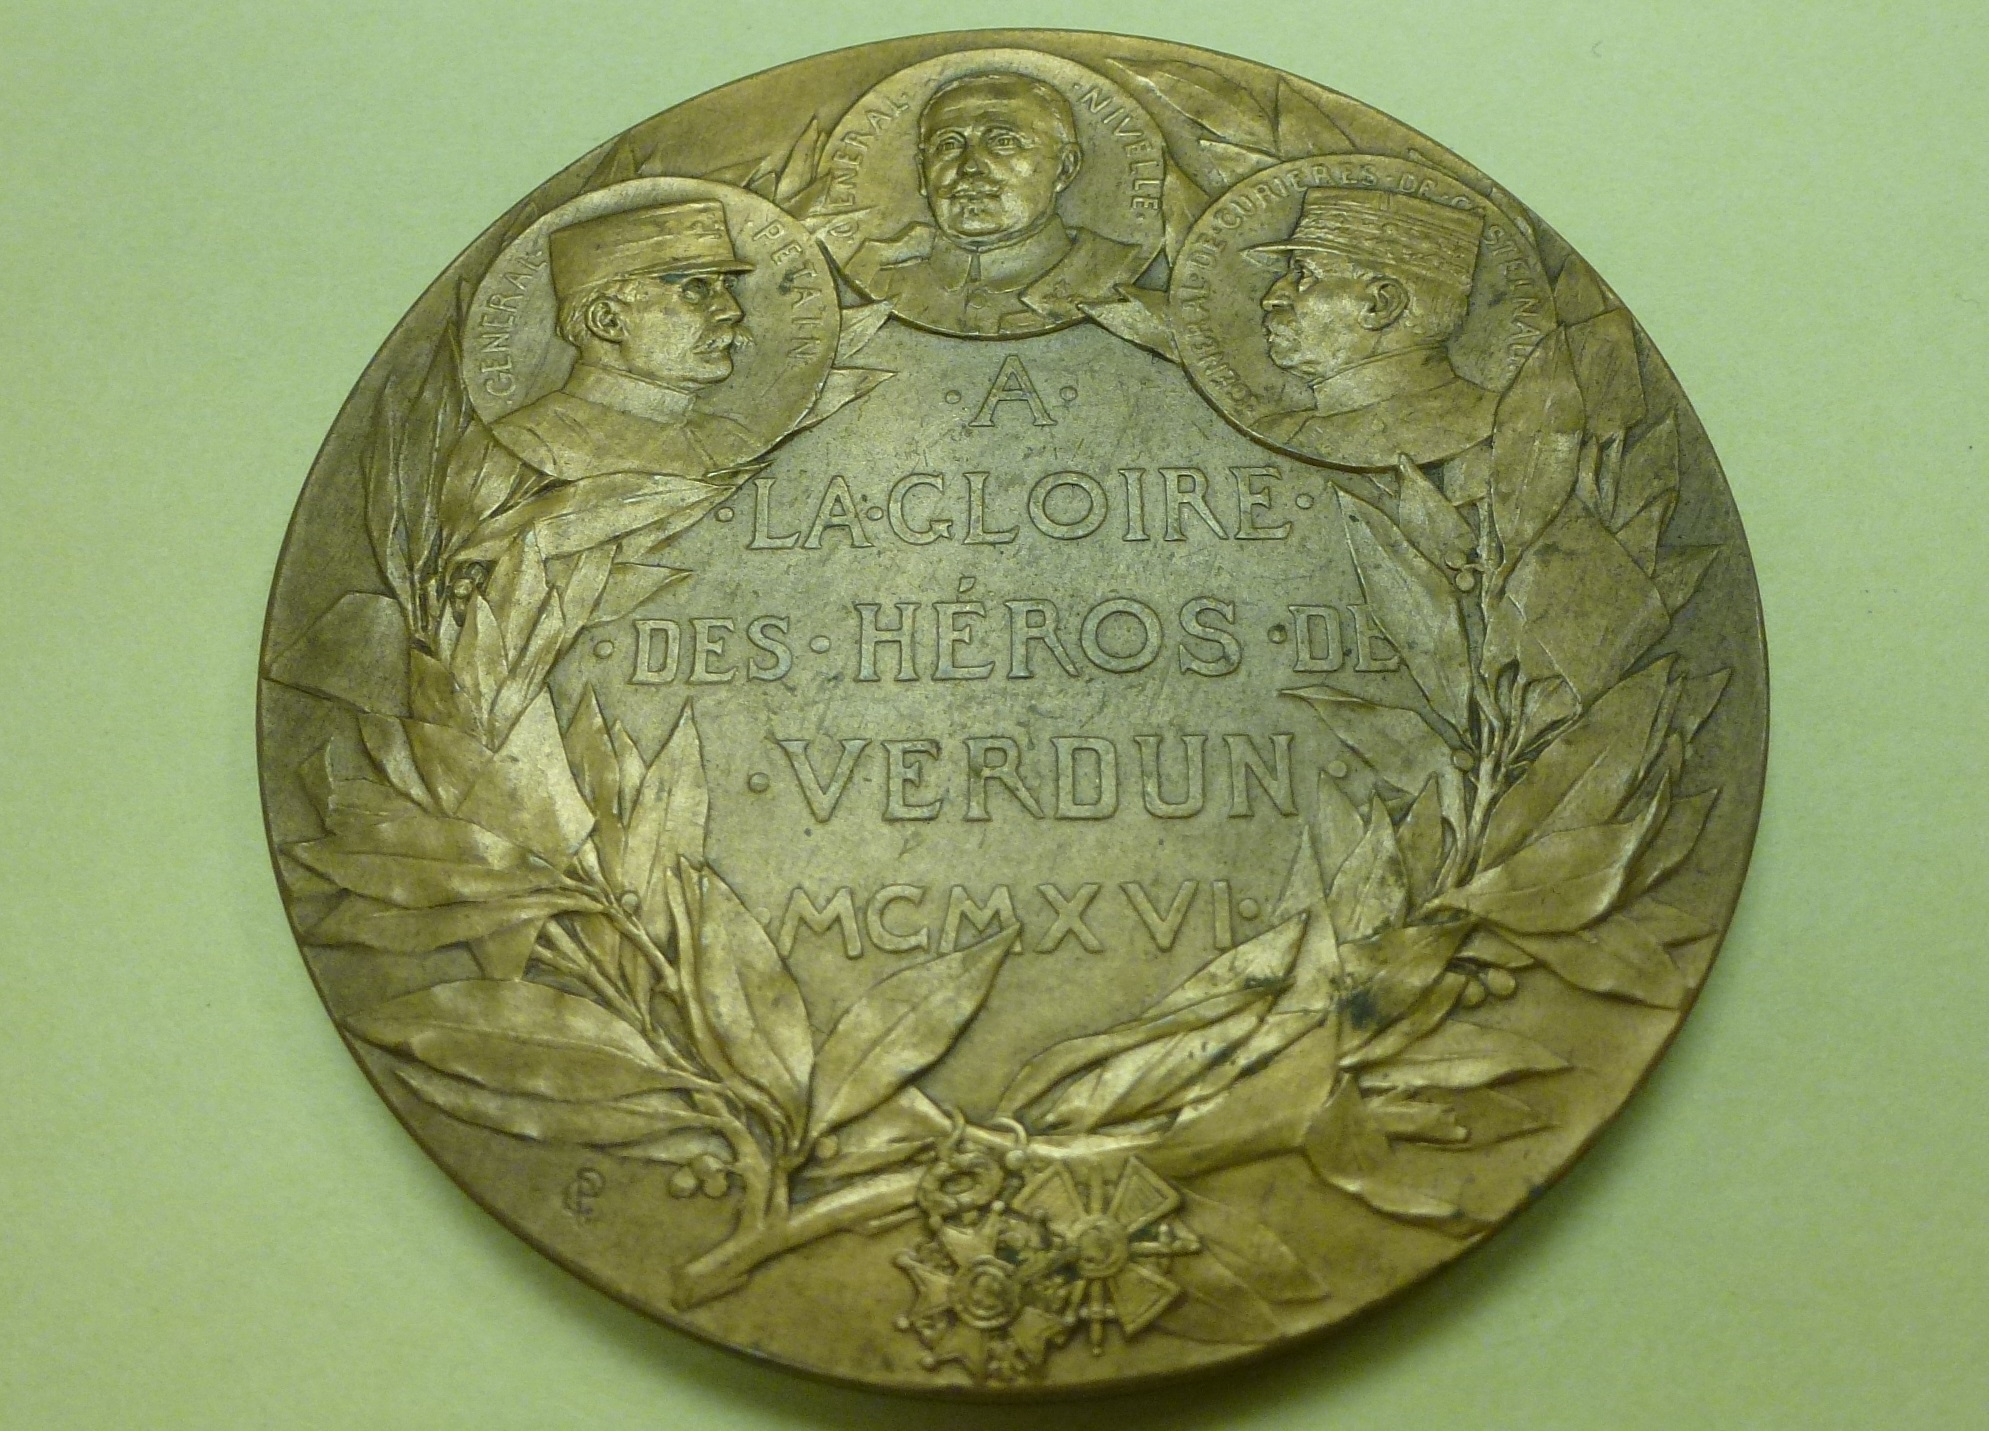 ·GENERAL· PETAIN
GENERAL· ·NIVELLE·
GENERAL·DE·CURIERES·DE·CASTELNAU·
·A·
·LA·GLOIRE·
·DES·HÉROS·DE
·VERDUN·
·MCMXVI·